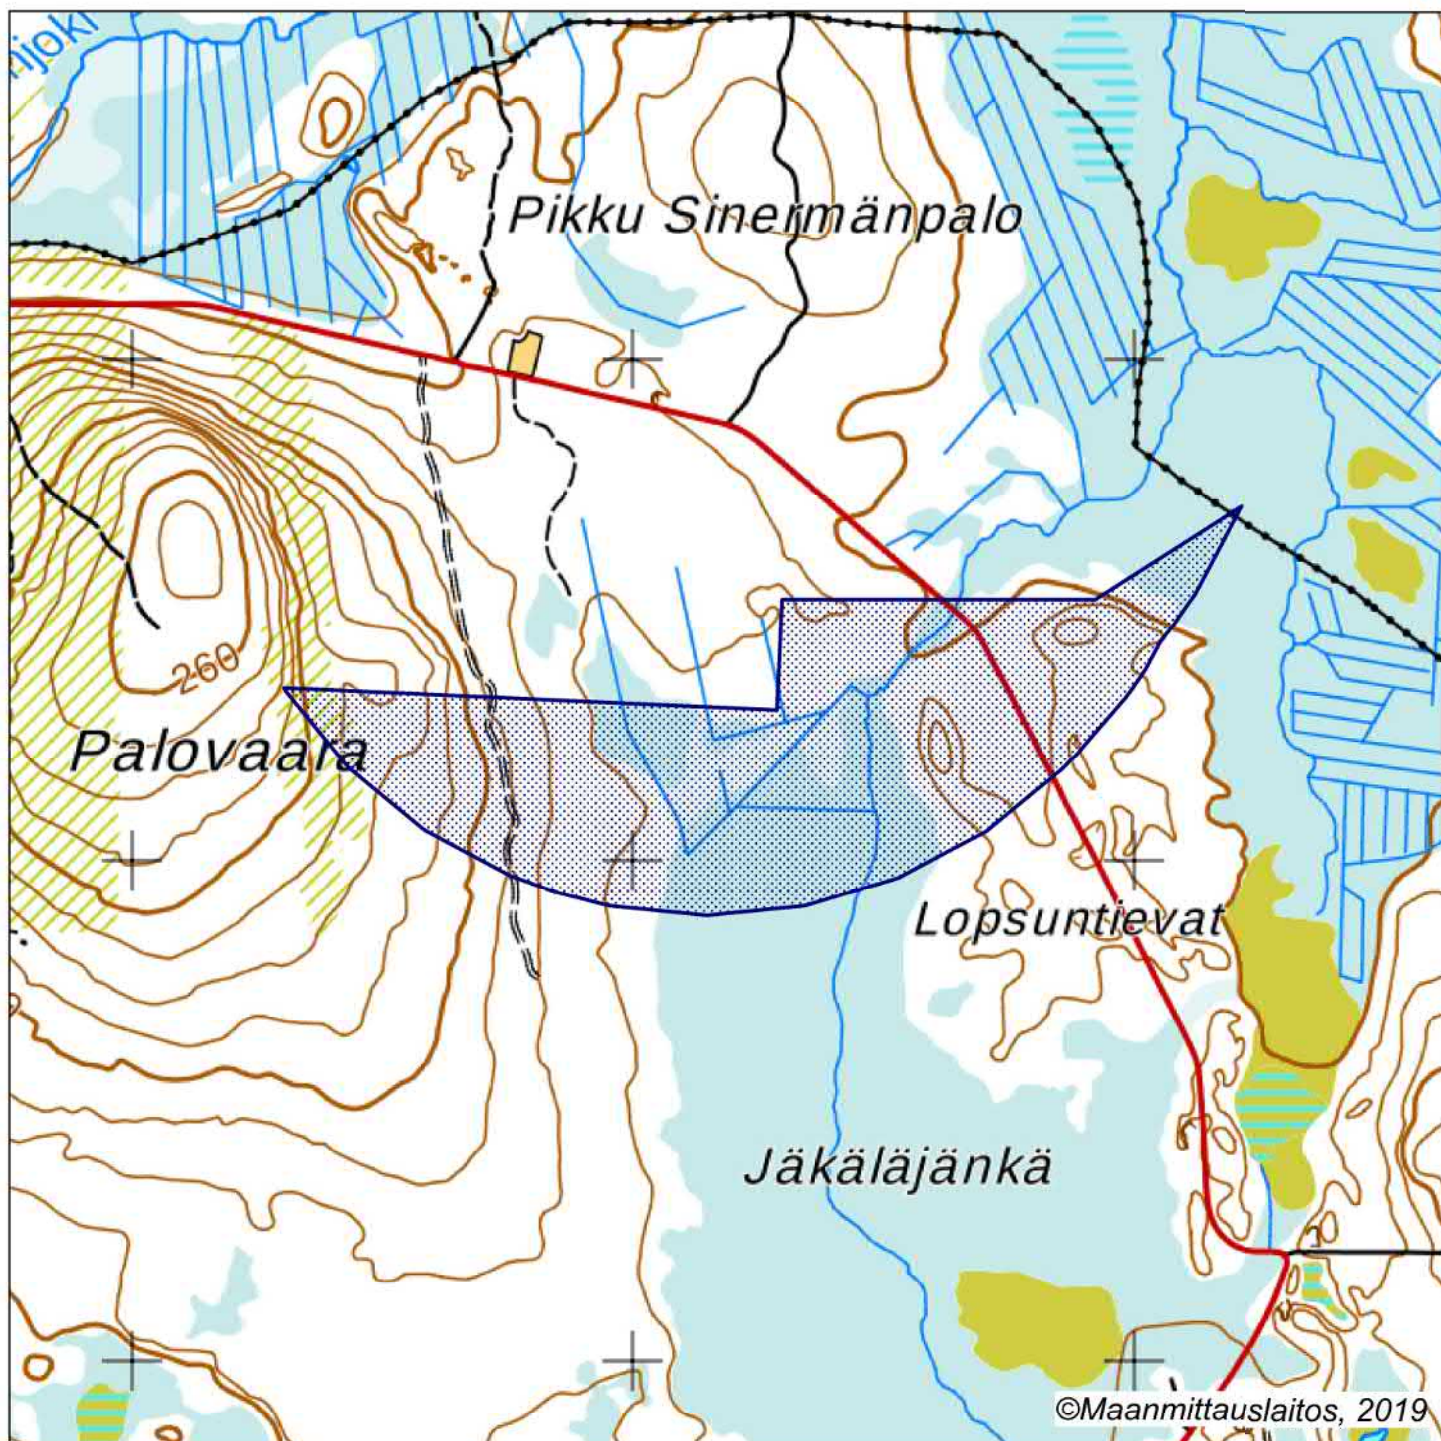 Pikku Sinermänpalo
260
Palovaara
Lopsuntievat
Jäkäläjänkä
©Maanmittauslaitos, 2019